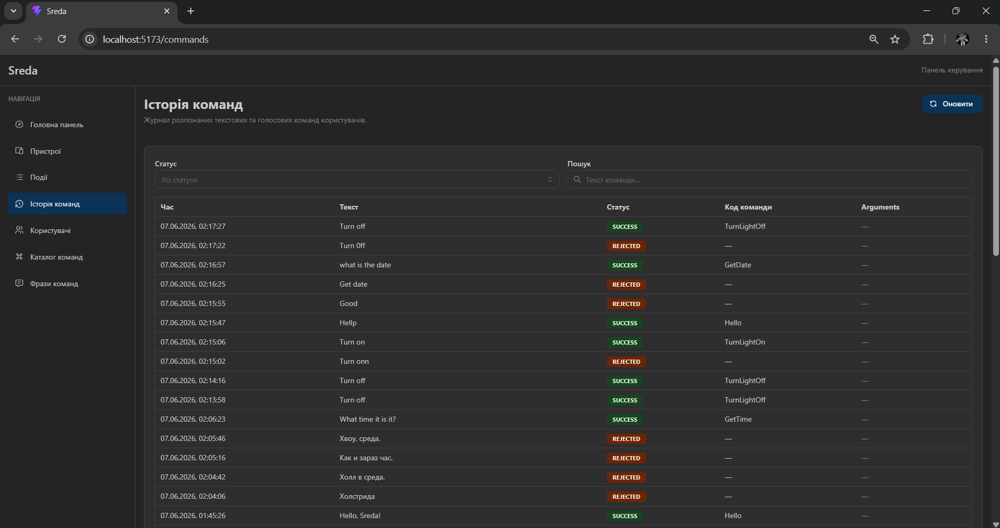 Sreda
localhost:5173/commands
Sreda
Панель керування
НАВІГАЦІЯ
Головна панель
Пристрої
Події
Історія команд
Користувачі
Каталог команд
Фрази команд
Історія команд
Журнал розпізнаних текстових та голосових команд користувачів.
Оновити
Статус
Усі статуси
Пошук
Текст команди...
Час Текст Статус Код команди Arguments
07.06.2026, 02:17:27 Turn off SUCCESS TurnLightOff —
07.06.2026, 02:17:22 Turn 0ff REJECTED — —
07.06.2026, 02:16:57 what is the date SUCCESS GetDate —
07.06.2026, 02:16:25 Get date REJECTED — —
07.06.2026, 02:15:55 Good REJECTED — —
07.06.2026, 02:15:47 Hellp SUCCESS Hello —
07.06.2026, 02:15:06 Turn on SUCCESS TurnLightOn —
07.06.2026, 02:15:02 Turn onn REJECTED — —
07.06.2026, 02:14:16 Turn off SUCCESS TurnLightOff —
07.06.2026, 02:13:58 Turn off SUCCESS TurnLightOff —
07.06.2026, 02:06:23 What time it is it? SUCCESS GetTime —
07.06.2026, 02:05:46 Хвоу, среда. REJECTED — —
07.06.2026, 02:05:16 Как и зараз час. REJECTED — —
07.06.2026, 02:04:42 Холл в среда. REJECTED — —
07.06.2026, 02:04:06 Холстрида REJECTED — —
07.06.2026, 01:45:26 Hello, Sreda! SUCCESS Hello —